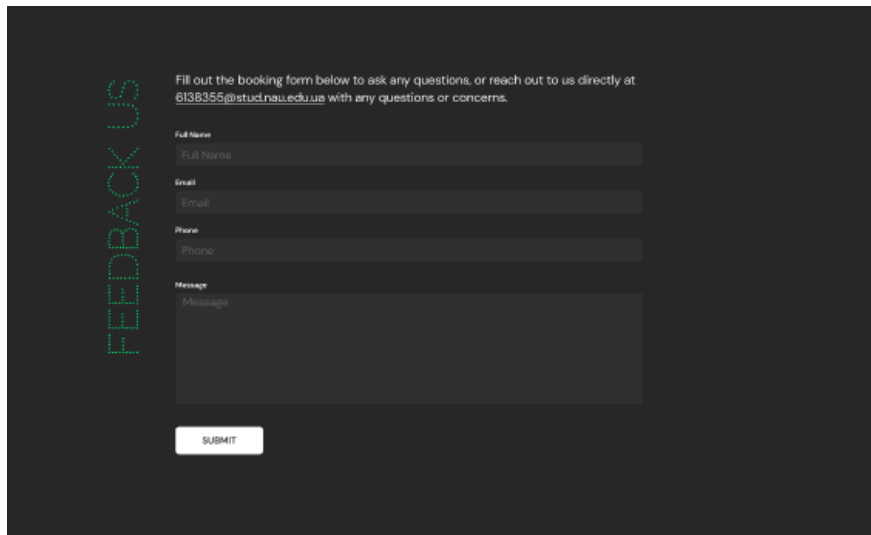 FEEDBACK US
Fill out the booking form below to ask any questions, or reach out to us directly at
6138355@stud.nau.edu.ua with any questions or concerns.
Full Name
Full Name
Email
Email
Phone
Phone
Message
Message
SUBMIT